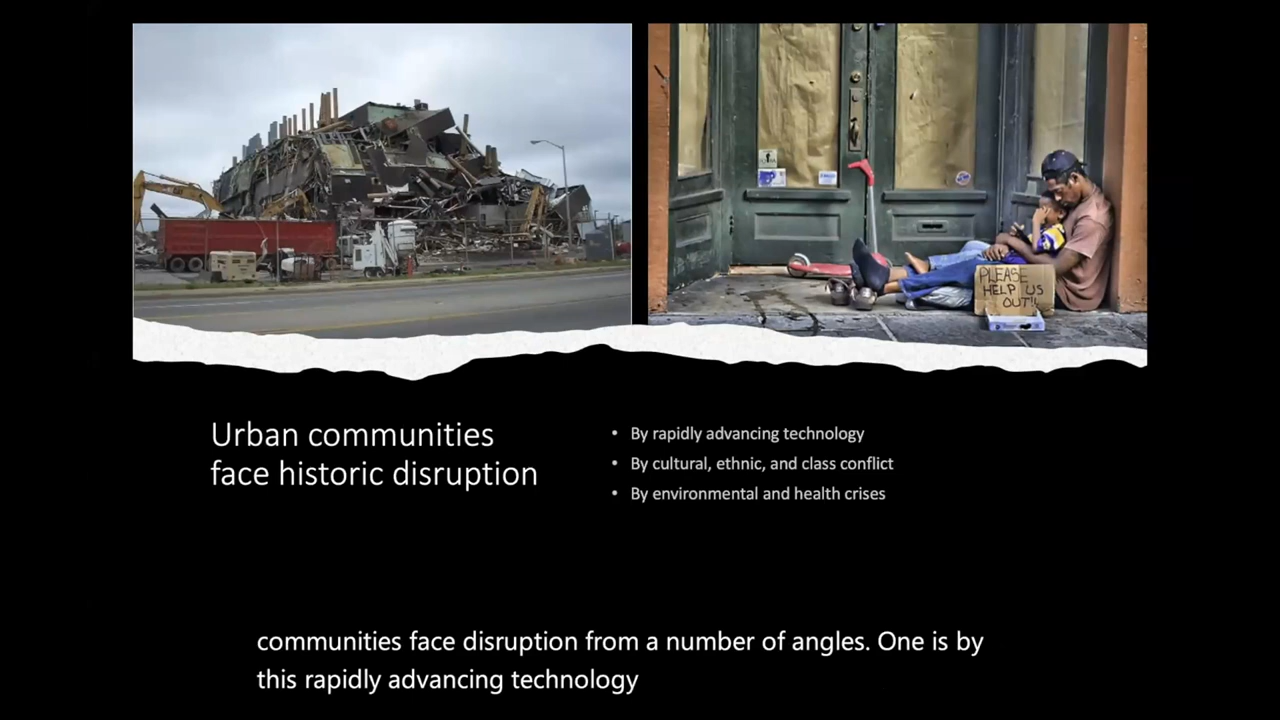 PLEASE
HELP US
OUT!!
Urban communities
face historic disruption
• By rapidly advancing technology
• By cultural, ethnic, and class conflict
• By environmental and health crises
communities face disruption from a number of angles. One is by
this rapidly advancing technology